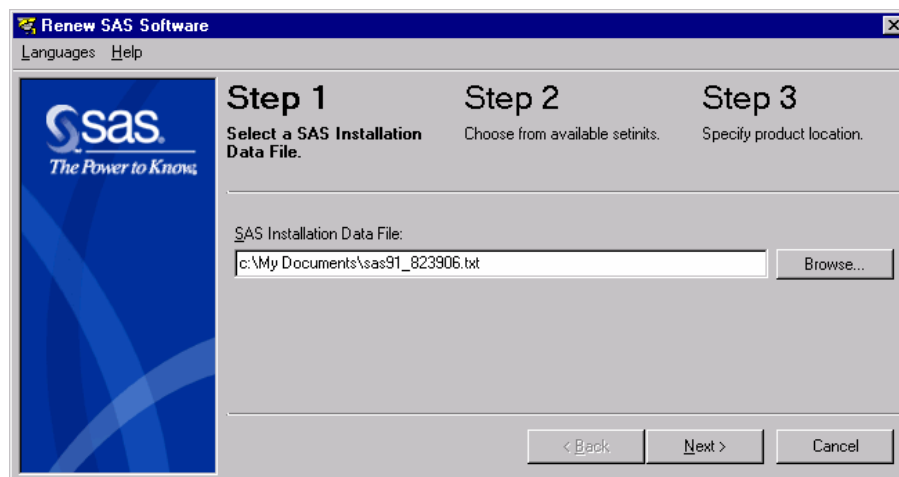 Renew SAS Software
Languages Help
sas.
The Power to Know.
Step 1
Select a SAS Installation
Data File.
Step 2
Choose from available setinits.
Step 3
Specify product location.
SAS Installation Data File:
c:\My Documents\sas91_823906.txt
Browse...
< Back
Next >
Cancel